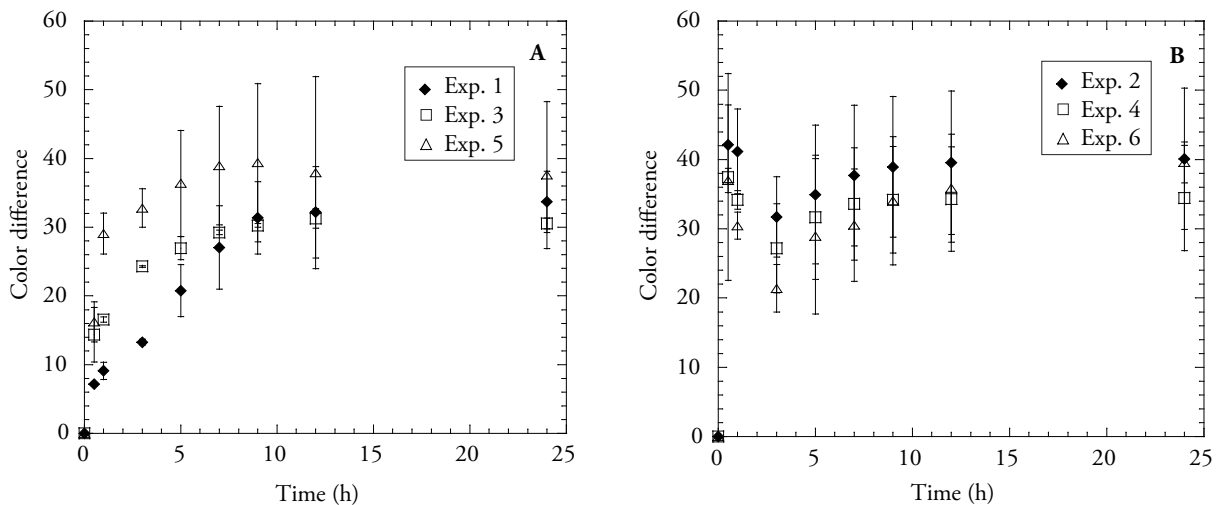 60
50
40
30
20
10
0
Color difference
A
Exp. 1
Exp. 3
Exp. 5
0 5 10 15 20 25
Time (h)
60
50
40
30
20
10
0
Color difference
B
Exp. 2
Exp. 4
Exp. 6
0 5 10 15 20 25
Time (h)